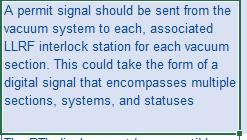 A permit signal should be sent from the
vacuum system to each, associated
LLRF interlock station for each vacuum
section. This could take the form of a
digital signal that encompasses multiple
sections, systems, and statuses